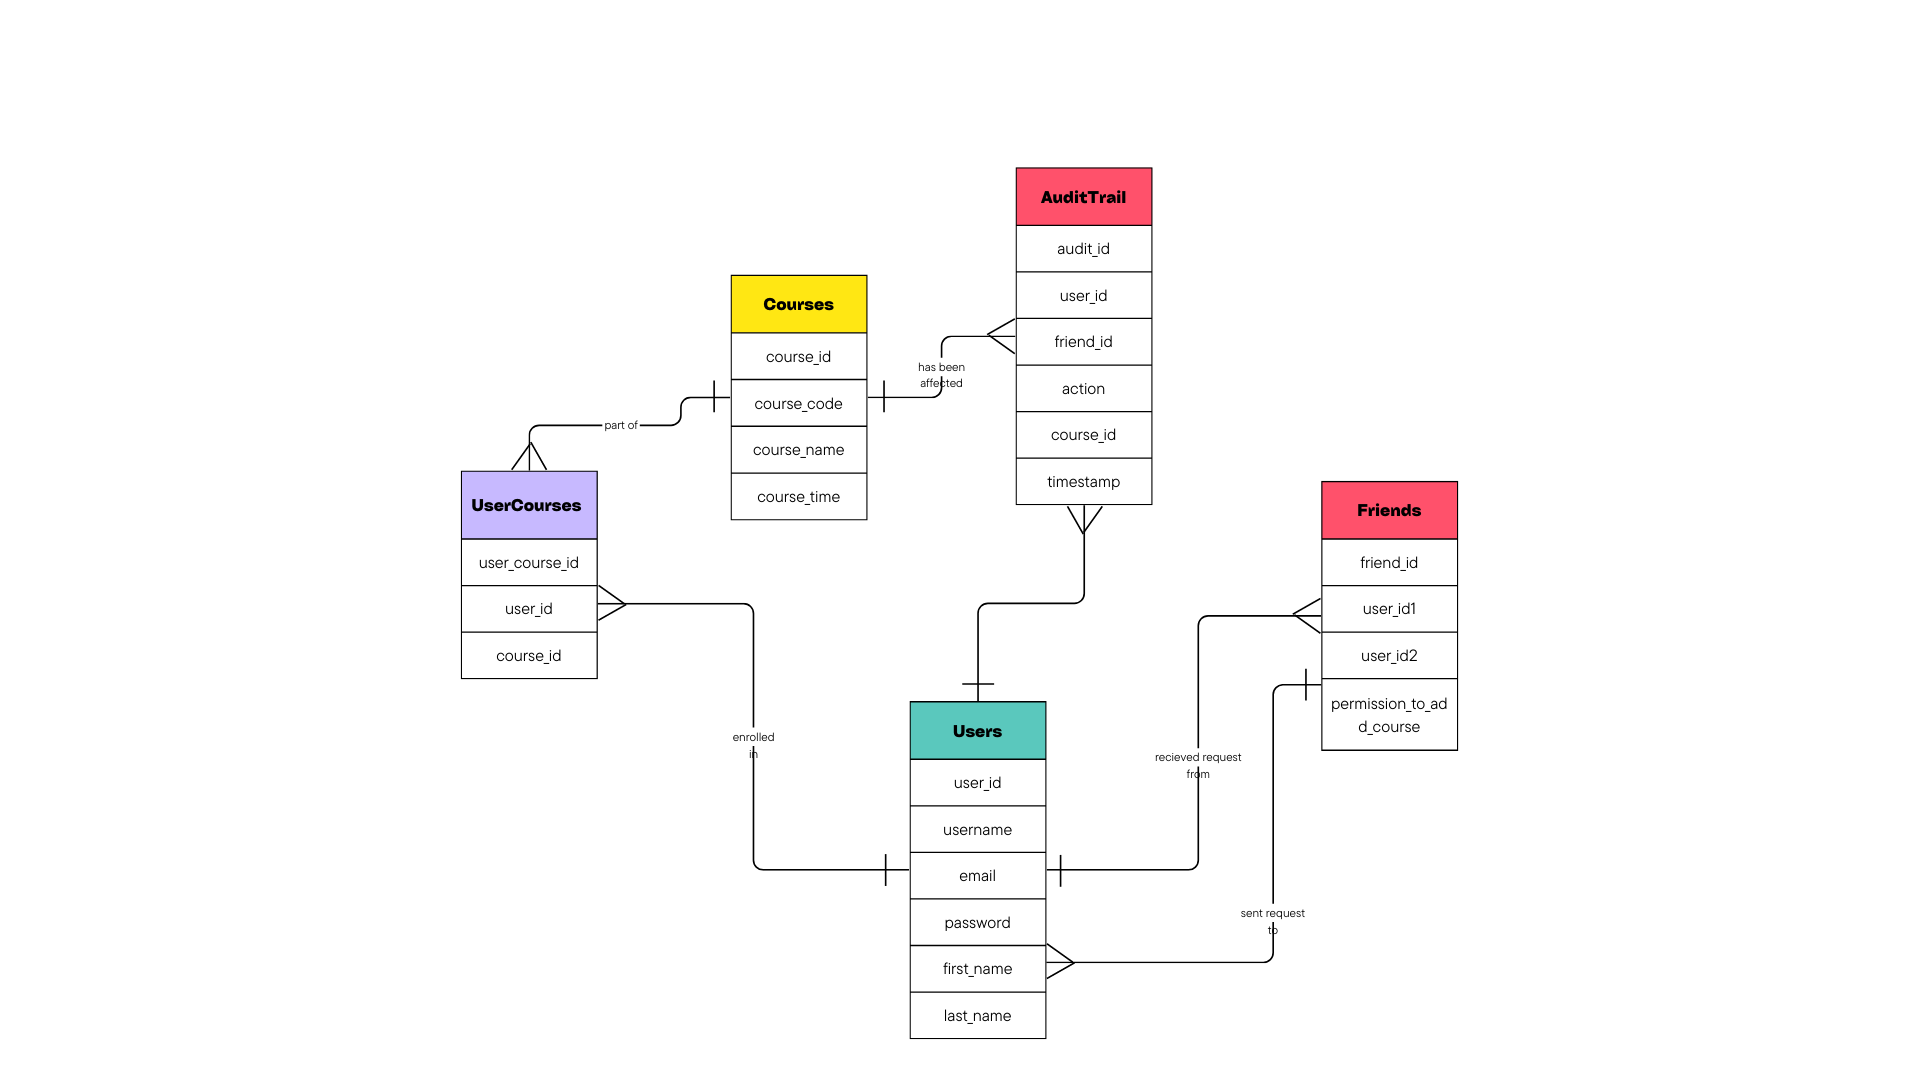 AuditTrail
audit_id
user_id
friend_id
action
course_id
timestamp
Courses
course_id
course_code
course_name
course_time
has been
affected
part of
UserCourses
user_course_id
user_id
course_id
Friends
friend_id
user_id1
user_id2
permission_to_ad
d_course
enrolled
in
Users
user_id
username
email
password
first_name
last_name
recieved request
from
sent request
to